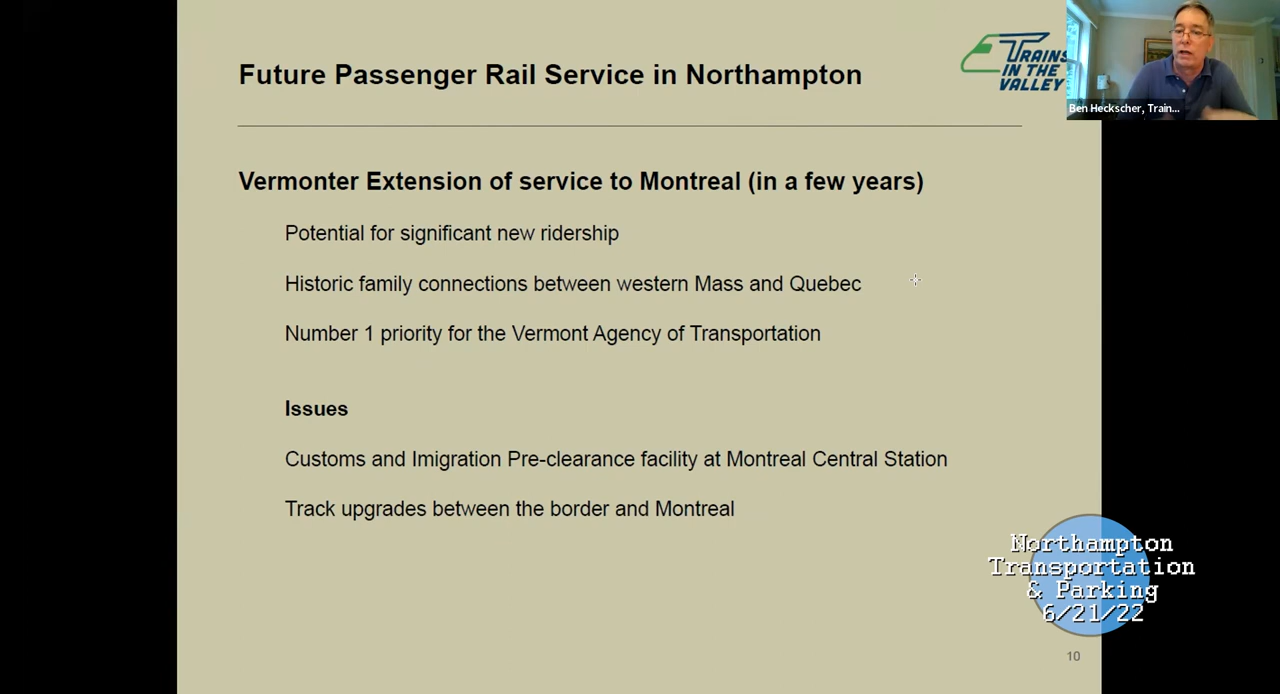 Future Passenger Rail Service in Northampton
TRAINS
IN THE
VALLEY
Ben Heckscher, Train...
Vermonter Extension of service to Montreal (in a few years)
Potential for significant new ridership
Historic family connections between western Mass and Quebec
Number 1 priority for the Vermont Agency of Transportation
Issues
Customs and Imigration Pre-clearance facility at Montreal Central Station
Track upgrades between the border and Montreal
Northampton
Transportation
& Parking
6/21/22
10